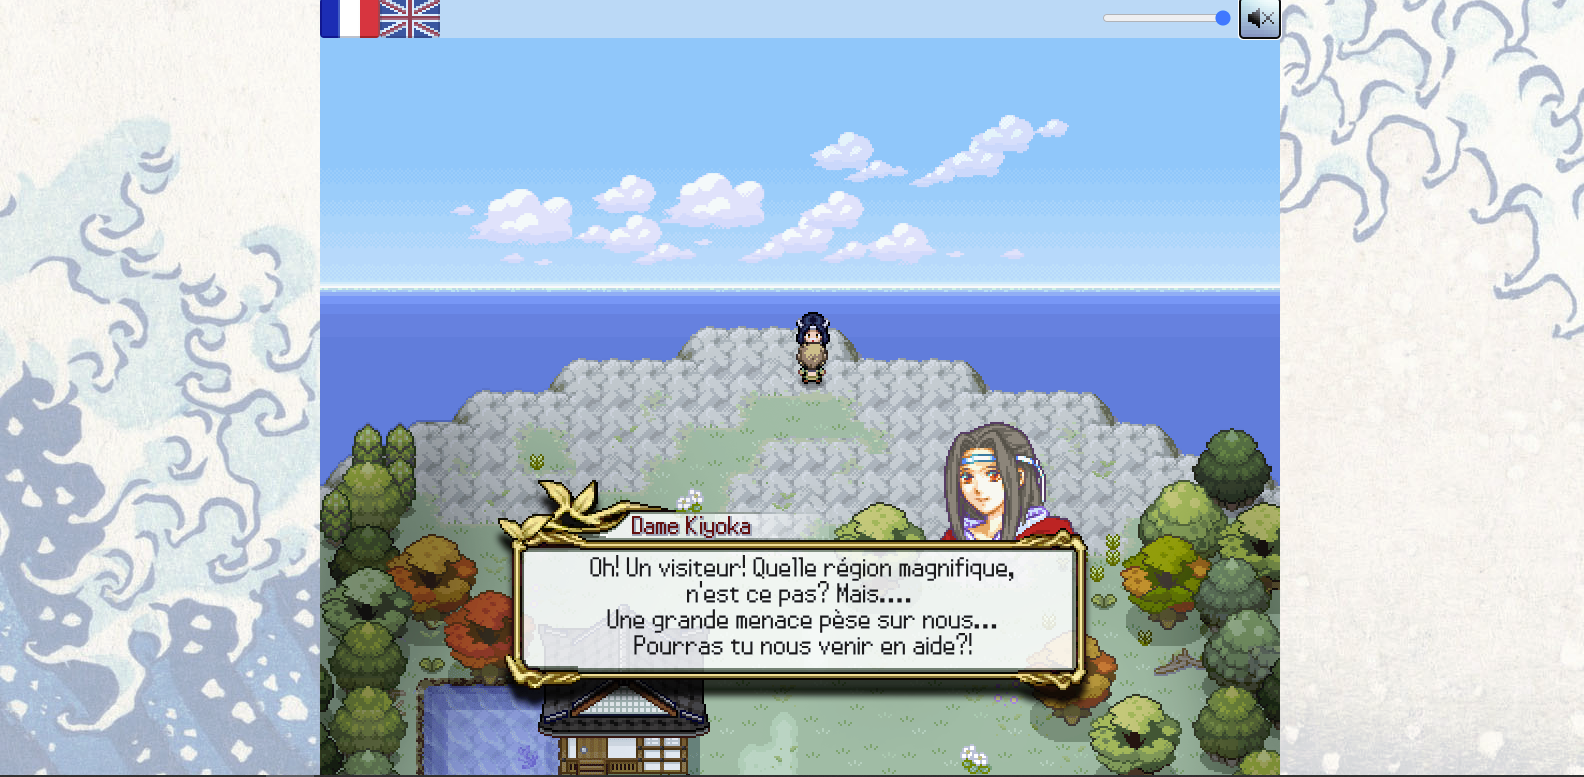 Dame Kiyoka
Oh! Un visiteur! Quelle région magnifique,
n'est ce pas? Mais....
Une grande menace pèse sur nous...
Pourras tu nous venir en aide?!